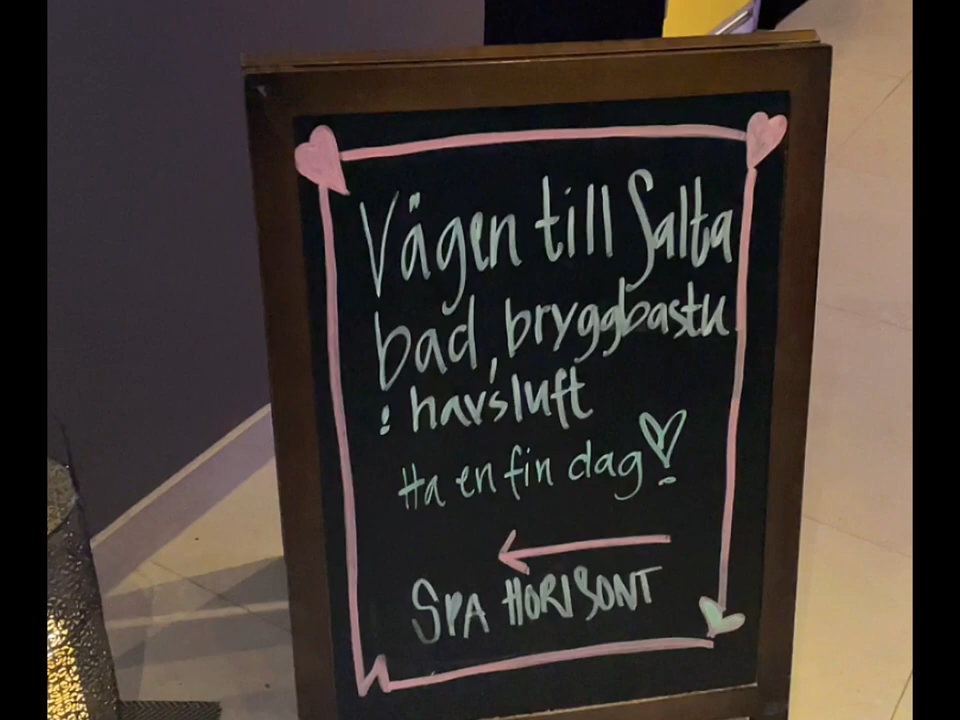 Vägen till Salta
bad, bryggbastu
! havsluft
Ha en fin dag!
SPA HORISONT